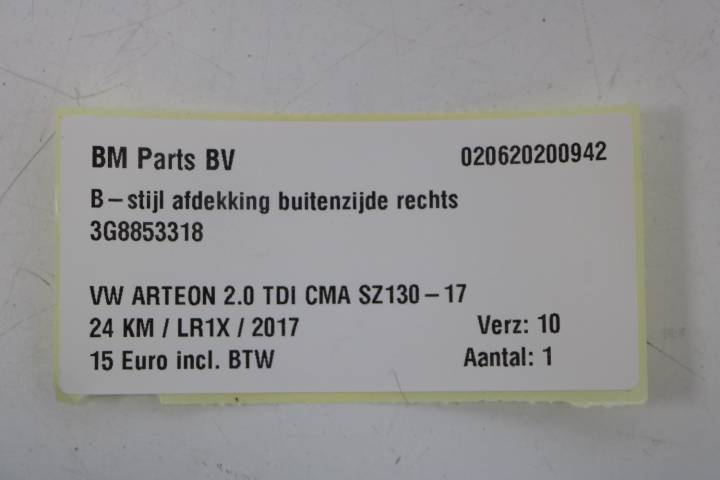 BM Parts BV 020620200942
B-stijl afdekking buitenzijde rechts
3G8853318
VW ARTEON 2.0 TDI CMA SZ130-17
24 KM / LR1X / 2017 Verz: 10
15 Euro incl. BTW Aantal: 1